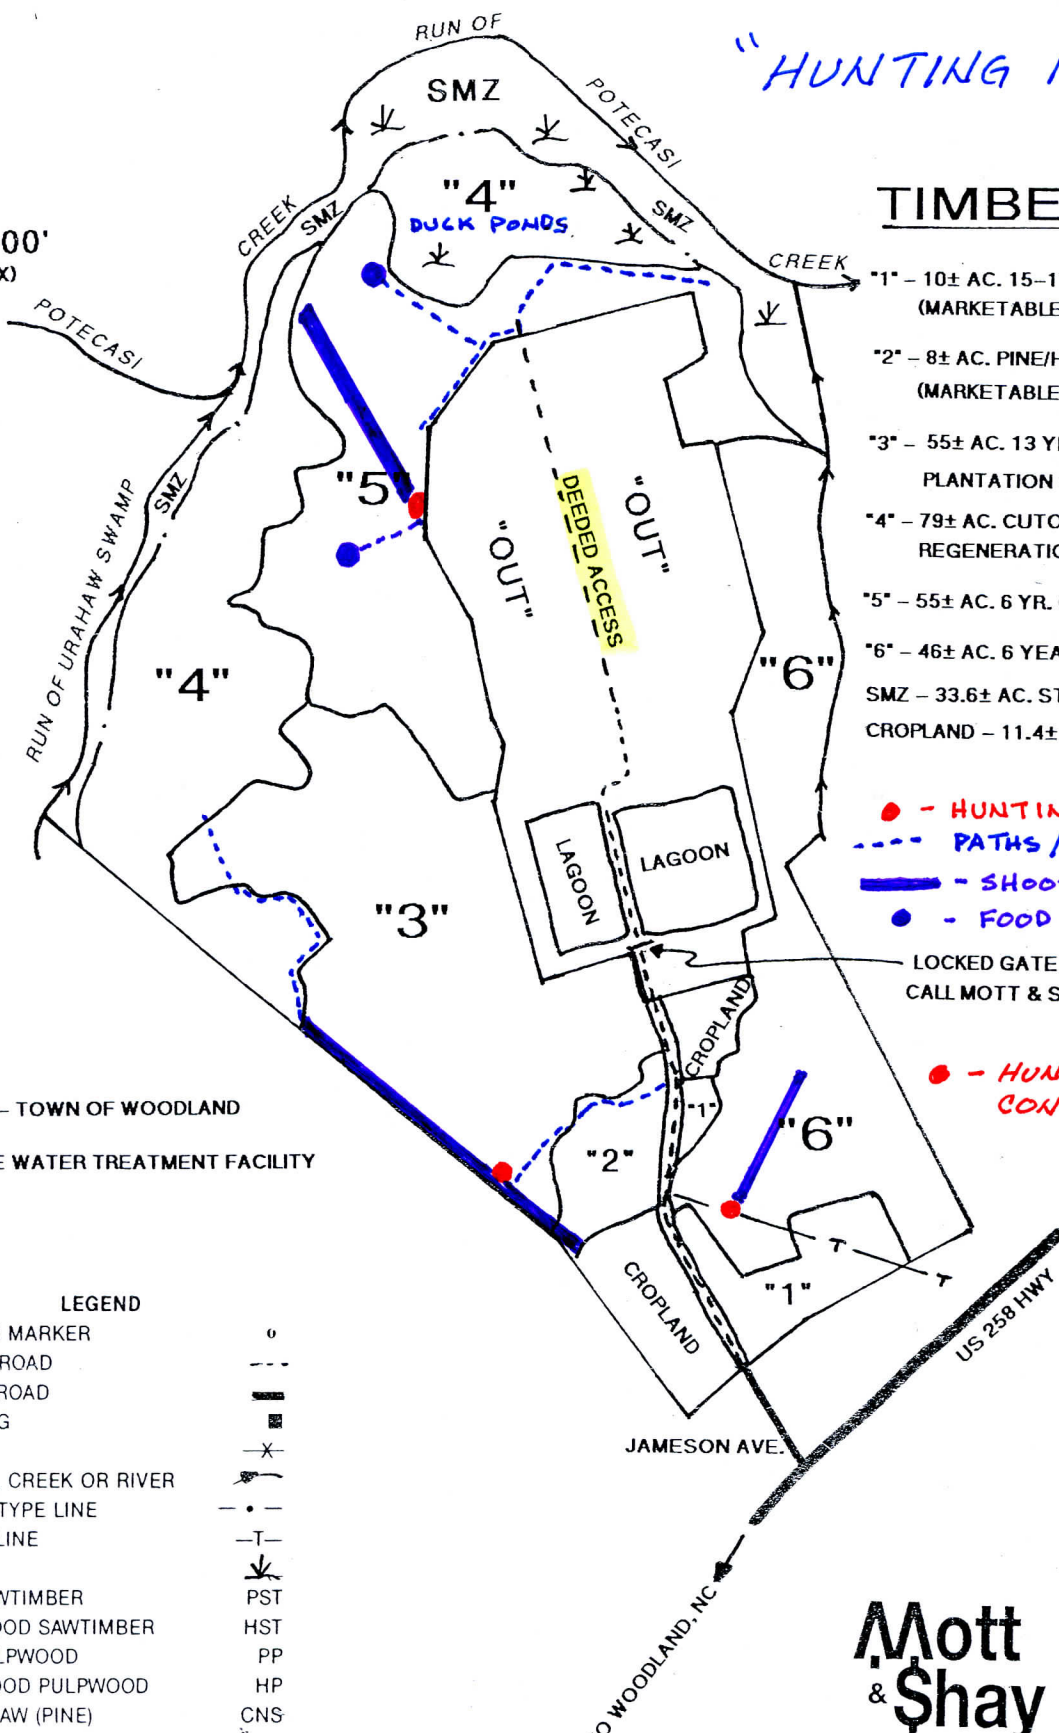 RUN OF
"HUNTING
SMZ
POTECASI
CREEK
SMZ
"4"
DUCK PONDS
SMZ
CREEK
00'
X)
POTECASI
TIMBE
"1" – 10± AC. 15–1
(MARKETABLE
"2" – 8± AC. PINE/H
(MARKETABLE
"3" – 55± AC. 13 Y
PLANTATION
"4" – 79± AC. CUTO
REGENERATIO
"5" – 55± AC. 6 YR.
"6" – 46± AC. 6 YEA
SMZ – 33.6± AC. ST
CROPLAND – 11.4±
SMZ
RUN OF URAHAW SWAMP
"5"
"OUT"
DEEDED ACCESS
"OUT"
"4"
"6"
- HUNTIN
- PATHS /
- SHOO
- FOOD
LAGOON
LAGOON
"3"
LOCKED GATE
CALL MOTT & S
CROPLAND
- HUN
CON
– TOWN OF WOODLAND
E WATER TREATMENT FACILITY
"1"
"2"
"6"
CROPLAND
"1"
T
T
US 258 HWY
JAMESON AVE.
O WOODLAND, NC
LEGEND
MARKER o
ROAD
ROAD
G
X
CREEK OR RIVER
TYPE LINE
LINE —T—
WTIMBER PST
OOD SAWTIMBER HST
LPWOOD PP
OOD PULPWOOD HP
AW (PINE) CNS
Mott
& Shay